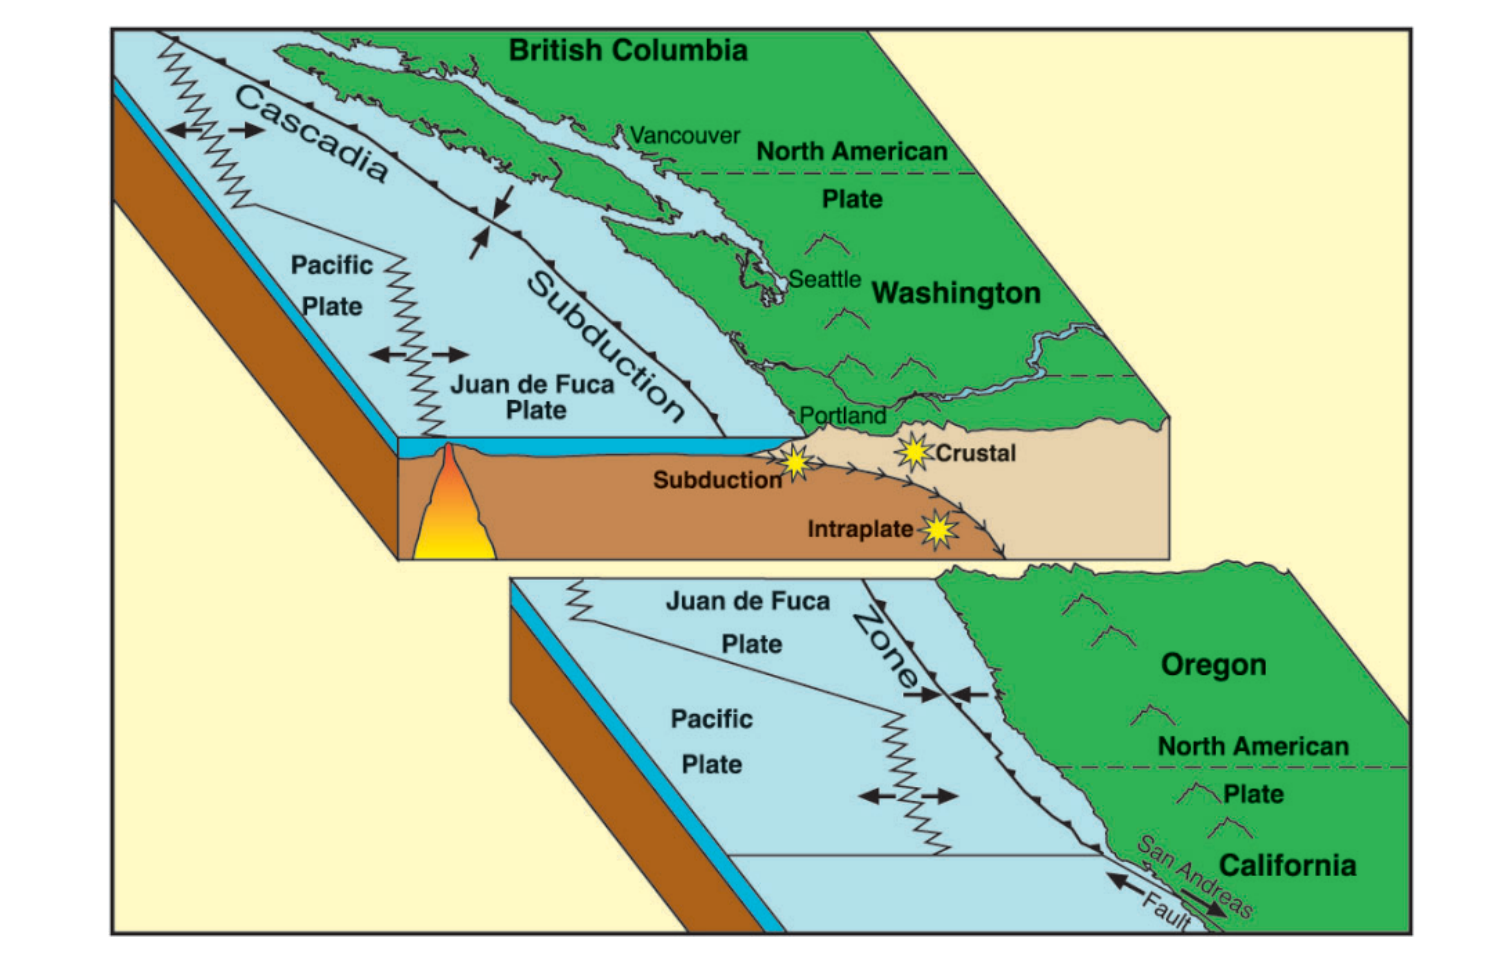 British Columbia
Cascadia
Vancouver
North American
Plate
Pacific
Plate
Seattle
Washington
Subduction
Juan de Fuca
Plate
Portland
Crustal
Subduction
Intraplate
Juan de Fuca
Plate
Zone
Oregon
Pacific
Plate
North American
Plate
California
San Andreas
Fault